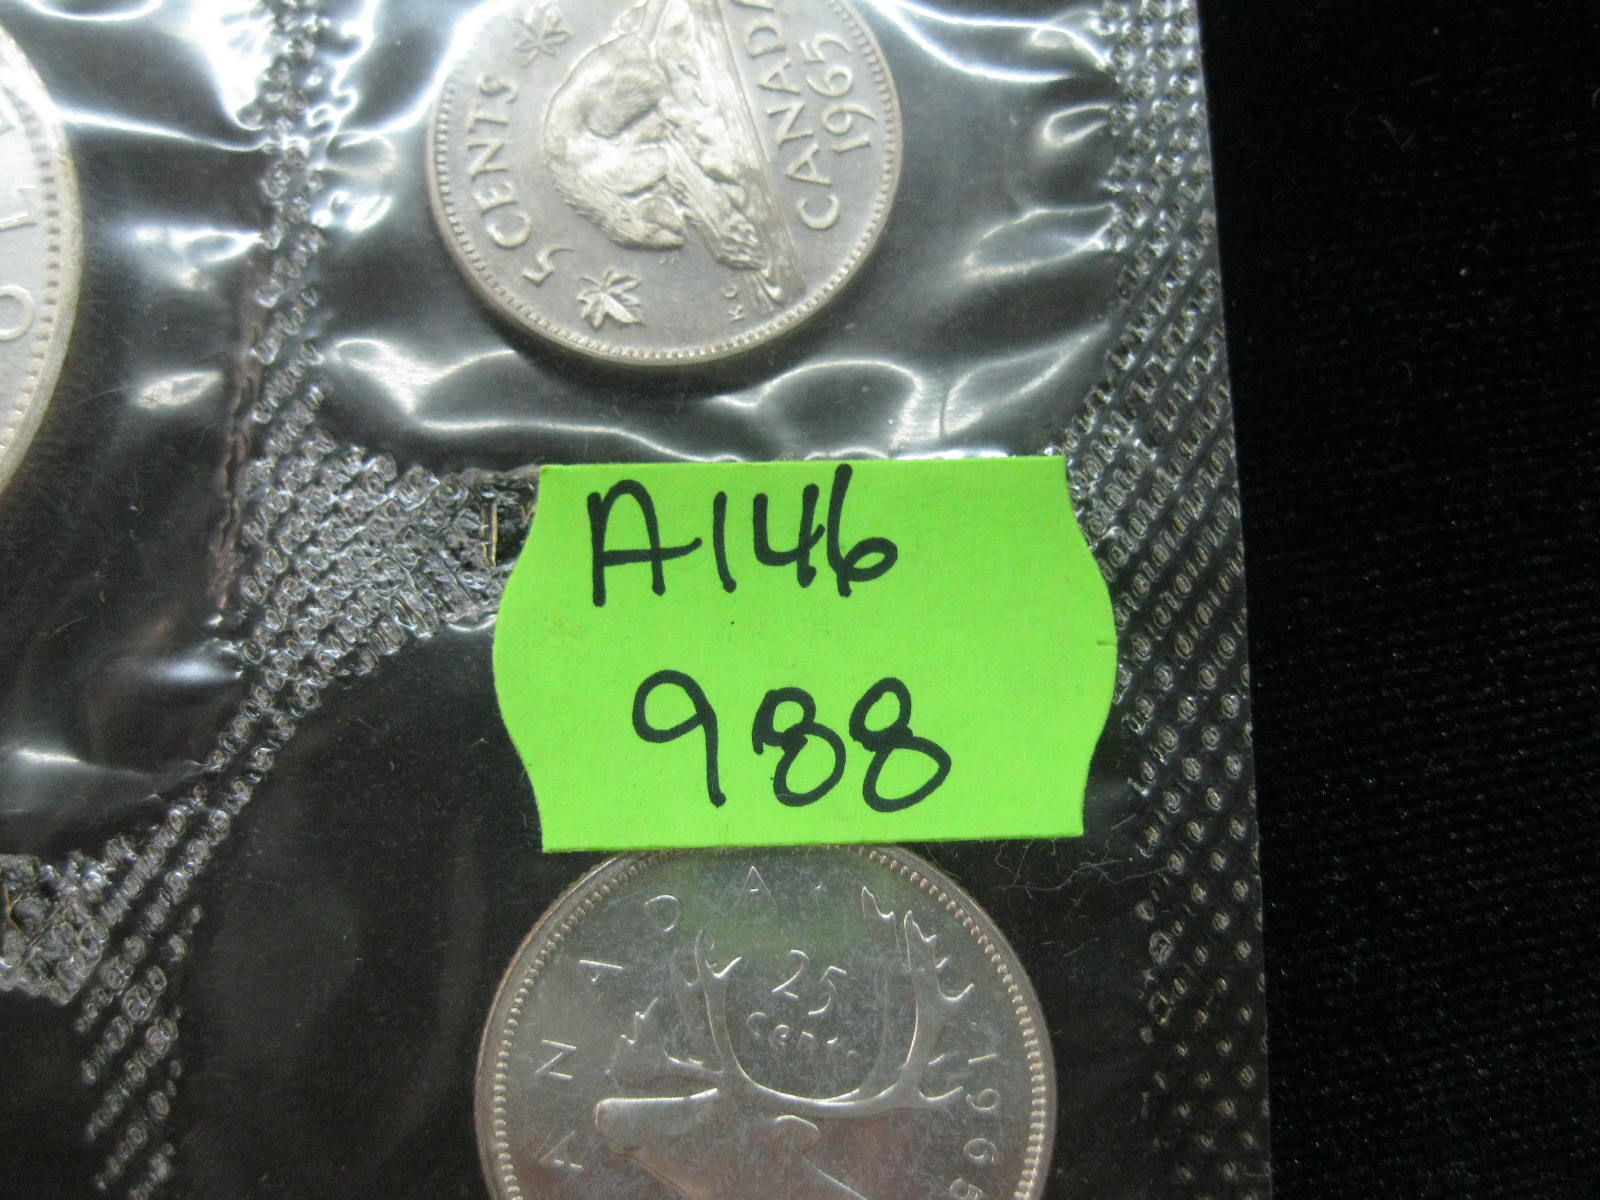 5 CENTS
CANADA
1965
K G
A146
988
CANADA · 1965
25
cents